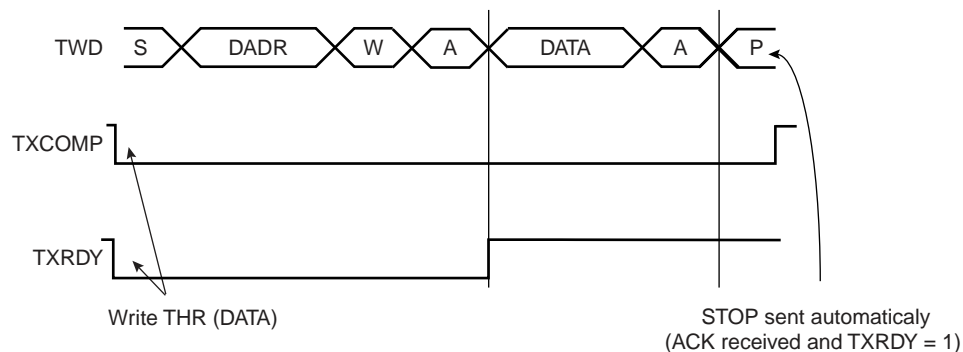 TWD S DADR W A DATA A P
TXCOMP
TXRDY
Write THR (DATA)
STOP sent automaticaly
(ACK received and TXRDY = 1)